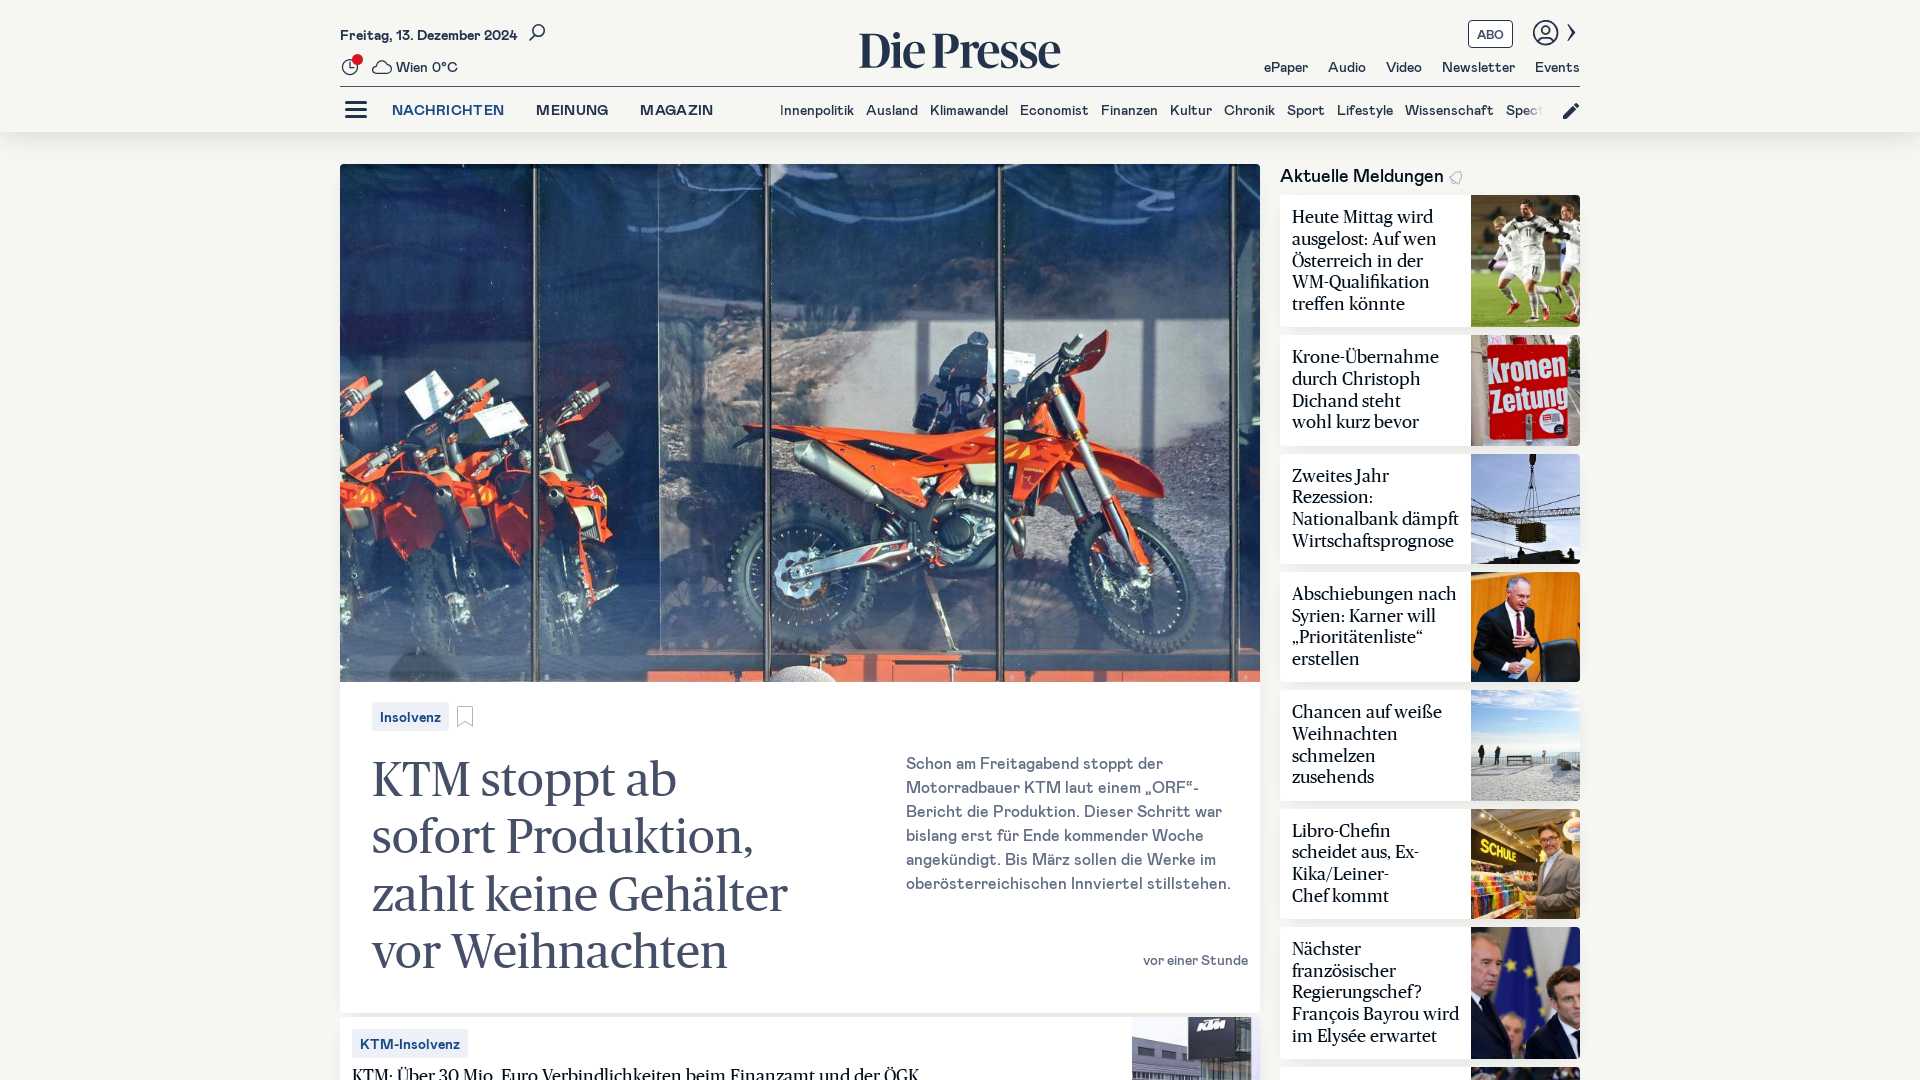 Freitag, 13. Dezember 2024
Wien 0°C
Die Presse
ABO
ePaper Audio Video Newsletter Events
NACHRICHTEN MEINUNG MAGAZIN
Innenpolitik Ausland Klimawandel Economist Finanzen Kultur Chronik Sport Lifestyle Wissenschaft Spect
Insolvenz
KTM stoppt ab
sofort Produktion,
zahlt keine Gehälter
vor Weihnachten
Schon am Freitagabend stoppt der
Motorradbauer KTM laut einem „ORF“-
Bericht die Produktion. Dieser Schritt war
bislang erst für Ende kommender Woche
angekündigt. Bis März sollen die Werke im
oberösterreichischen Innviertel stillstehen.
vor einer Stunde
KTM-Insolvenz
KTM: Über 30 Mio. Euro Verbindlichkeiten beim Finanzamt und der ÖGK
KTM
Aktuelle Meldungen
Heute Mittag wird
ausgelost: Auf wen
Österreich in der
WM-Qualifikation
treffen könnte
11
Krone-Übernahme
durch Christoph
Dichand steht
wohl kurz bevor
Kronen
Zeitung
Zweites Jahr
Rezession:
Nationalbank dämpft
Wirtschaftsprognose
Abschiebungen nach
Syrien: Karner will
„Prioritätenliste“
erstellen
Chancen auf weiße
Weihnachten
schmelzen
zusehends
Libro-Chefin
scheidet aus, Ex-
Kika/Leiner-
Chef kommt
SCHULE
Nächster
französischer
Regierungschef?
François Bayrou wird
im Elysée erwartet